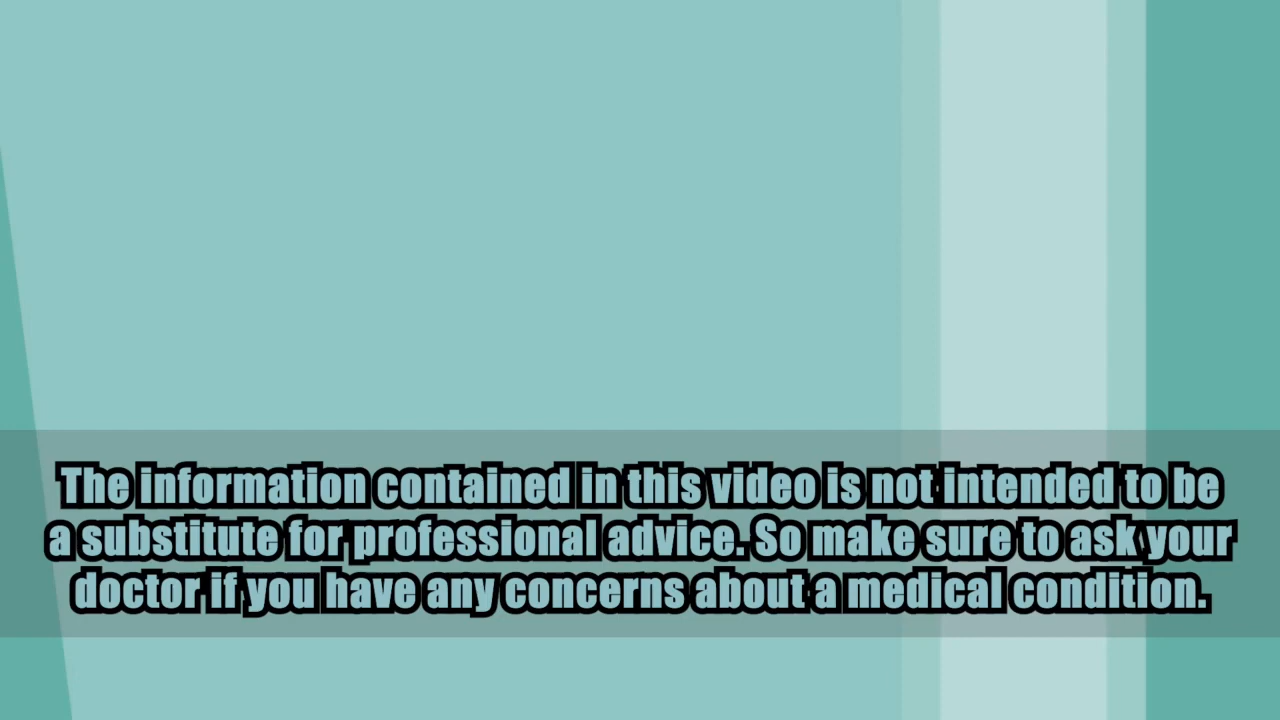 The information contained in this video is not intended to be
a substitute for professional advice. So make sure to ask your
doctor if you have any concerns about a medical condition.